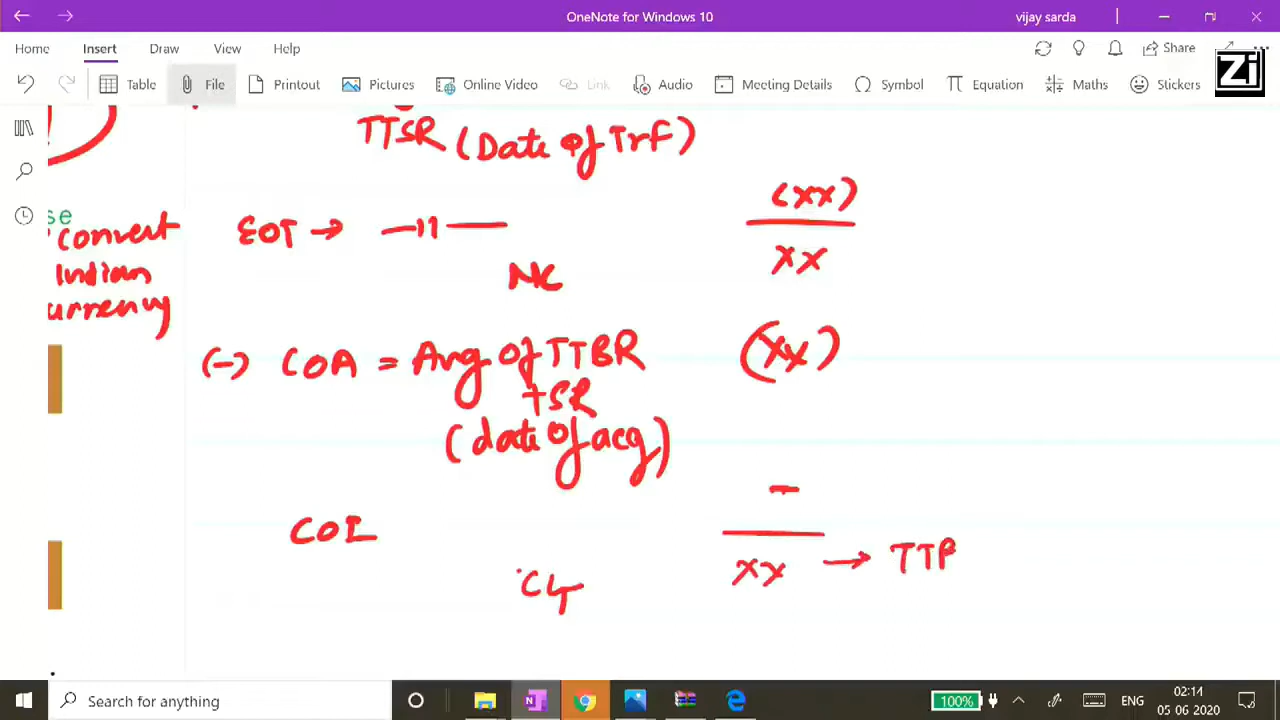 OneNote for Windows 10
vijay sarda
Home Insert Draw View Help
Share
Table File Printout Pictures Online Video Link Audio Meeting Details Symbol Equation Maths Stickers
Zi
TTSR (Date of Trf)
(xx)
se
convert
Indian
urrency
EOT → —11—
xx
NC
(-) COA = Avg of TTBR (xx)
+SR
(date of acq)
-
COI
xx → TTB
CG
Search for anything
100%
ENG
02:14
05-06-2020